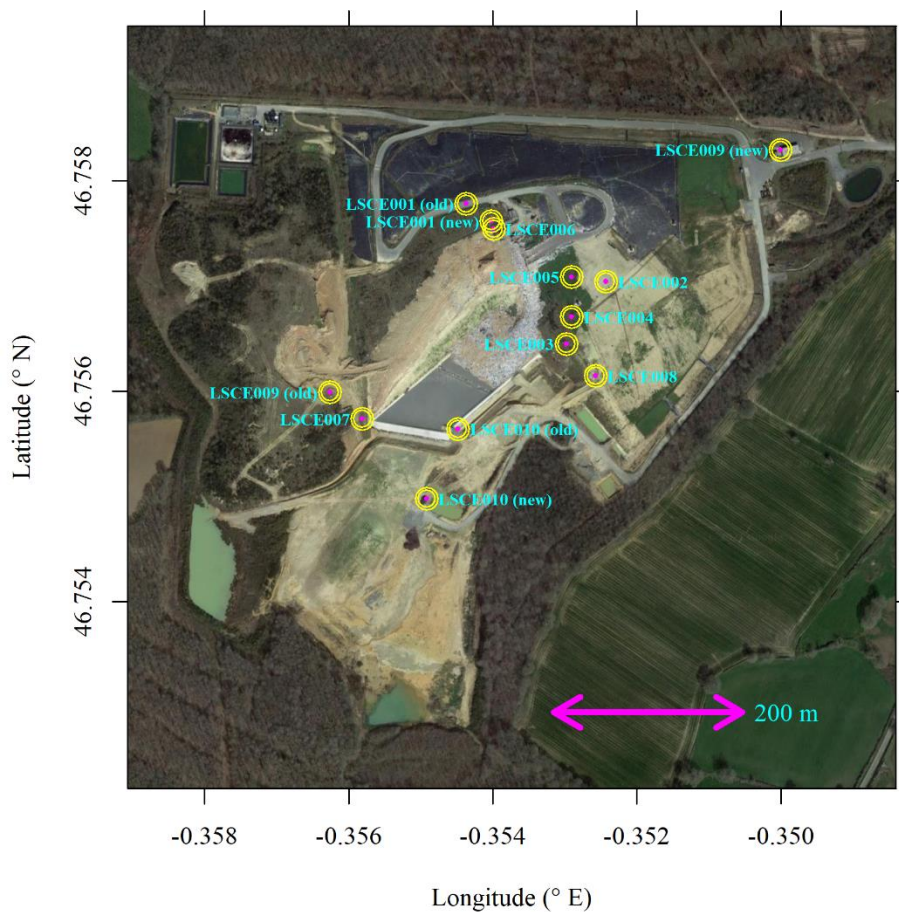 46.758
46.756
46.754
Latitude (° N)
LSCE009 (new)
LSCE001 (old)
LSCE001 (new)
LSCE006
LSCE005
LSCE002
LSCE004
LSCE003
LSCE008
LSCE009 (old)
LSCE007
LSCE010 (old)
LSCE010 (new)
200 m
-0.358
-0.356
-0.354
-0.352
-0.350
Longitude (° E)